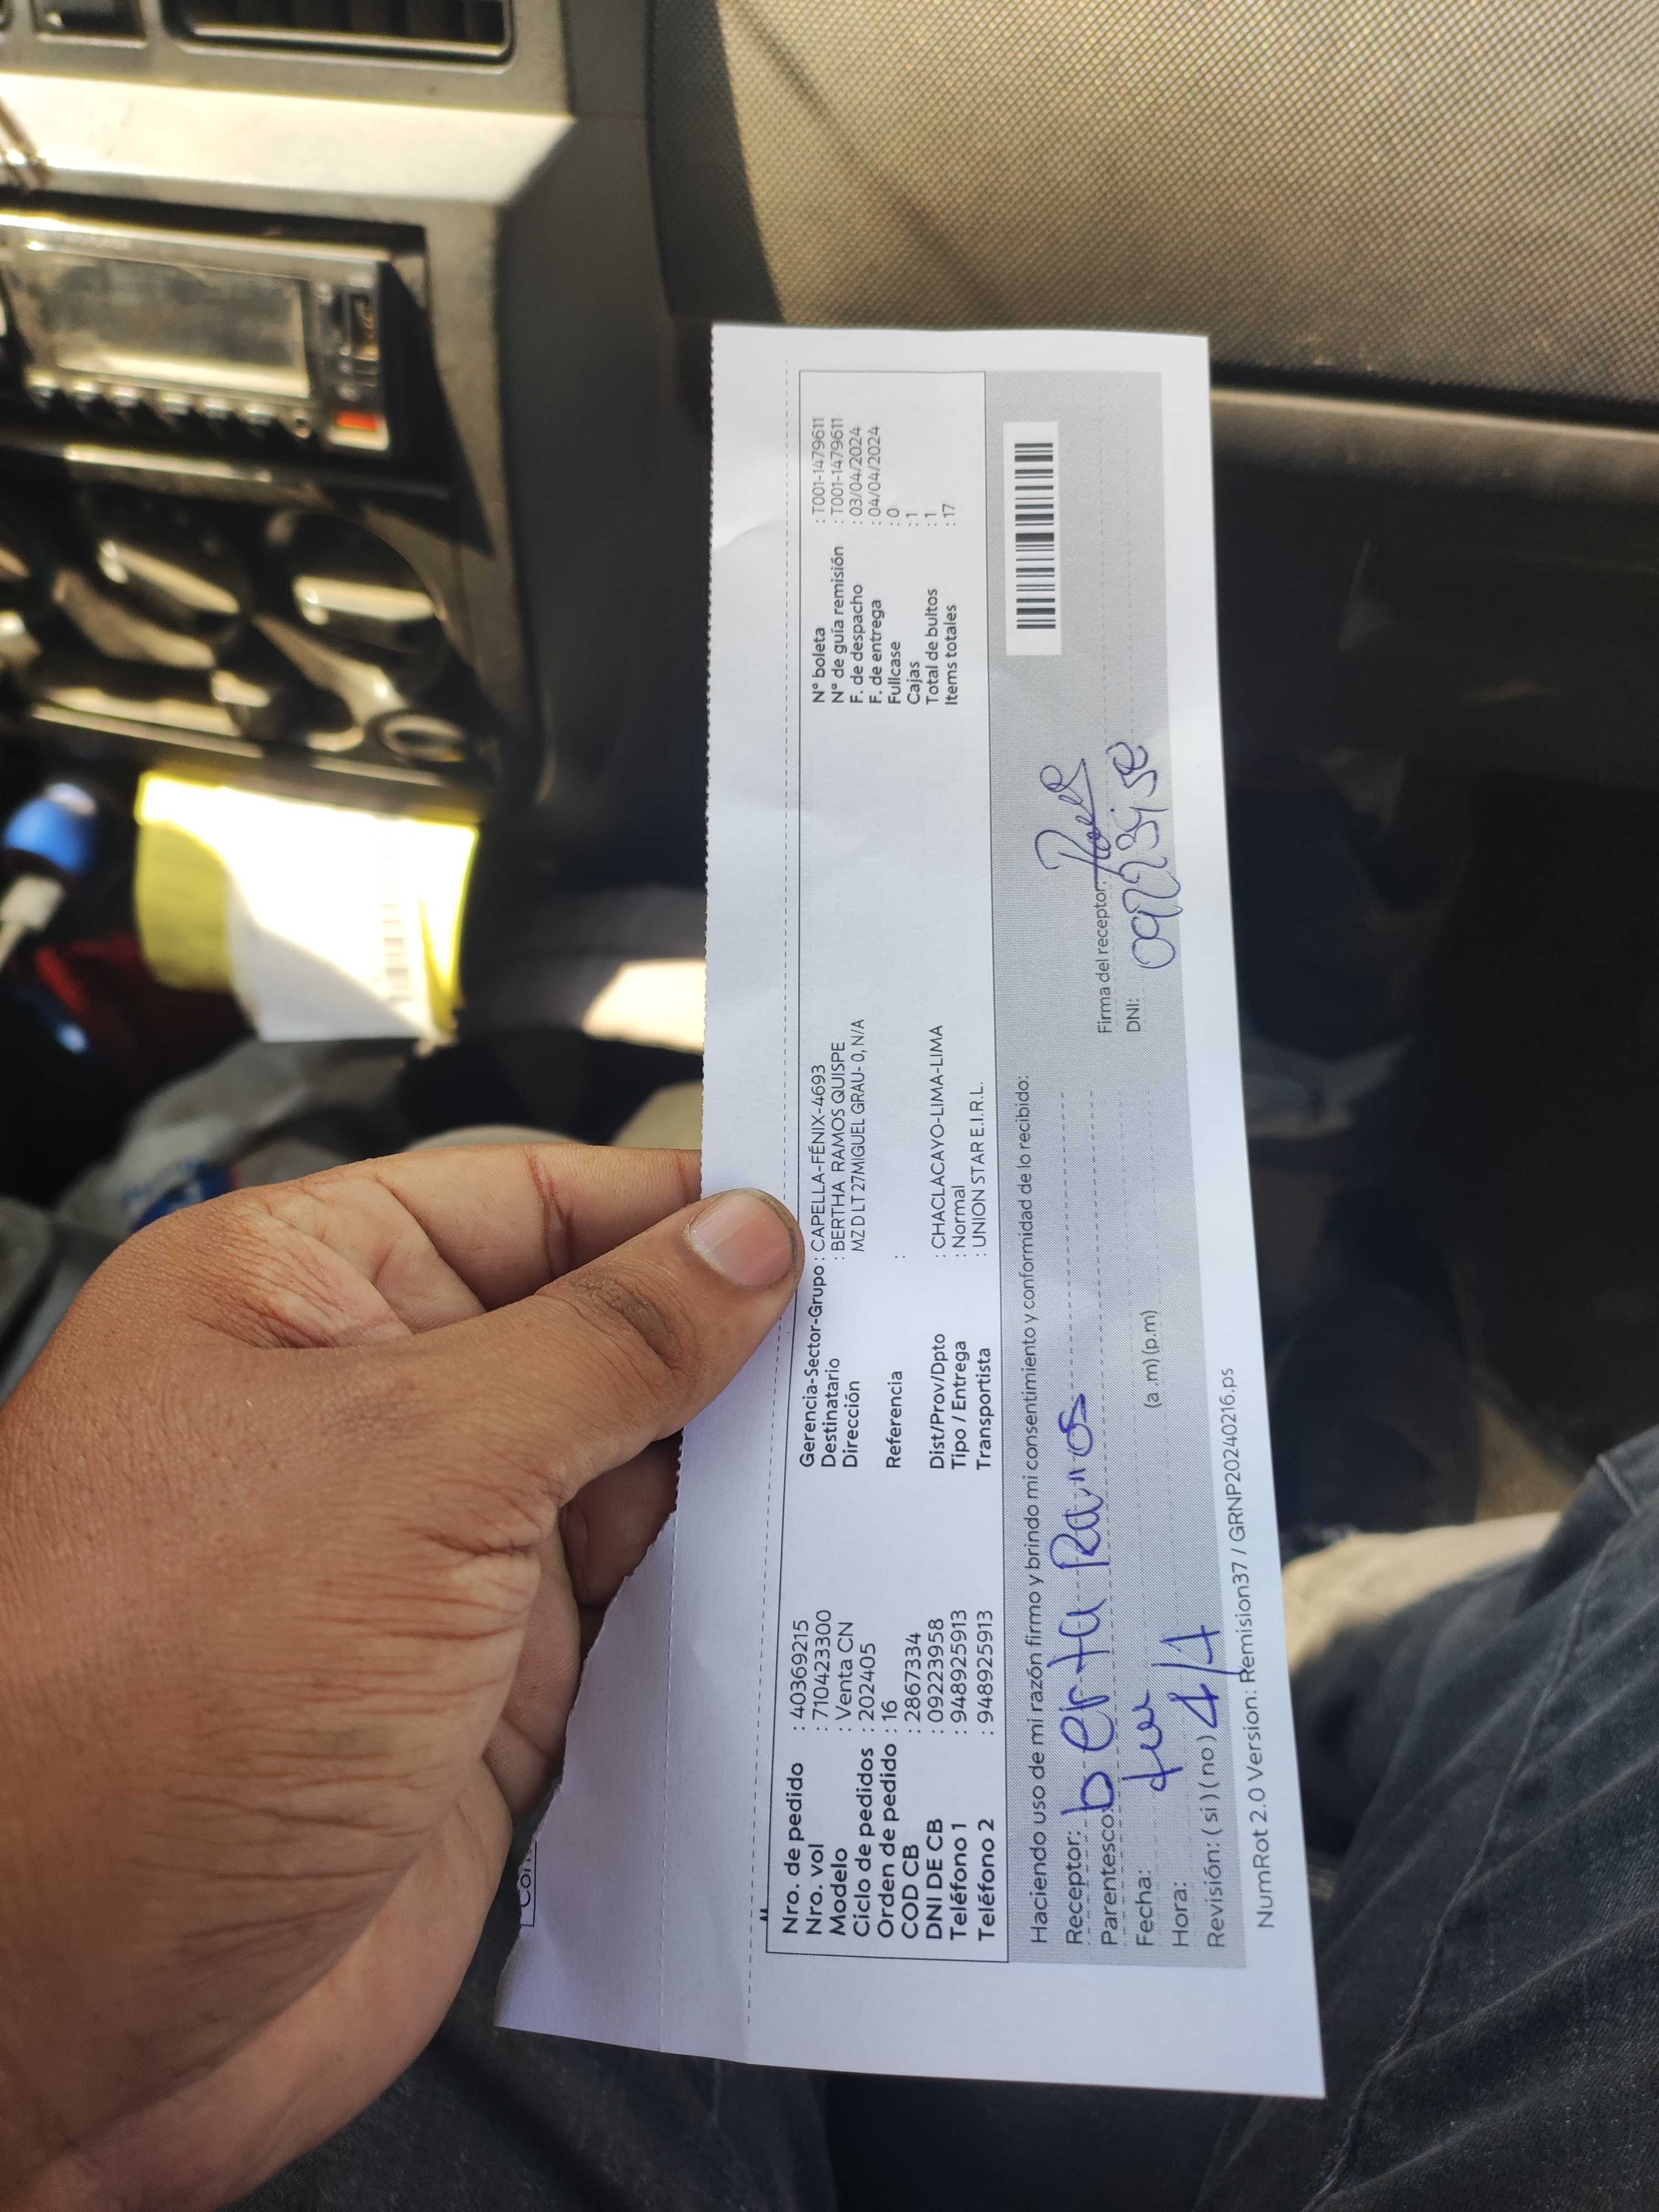 Nro. de pedido : 40369215
Nro. vol : 710423300
Modelo : Venta CN
Ciclo de pedidos : 202405
Orden de pedido : 16
COD CB : 2867334
DNI DE CB : 09223958
Teléfono 1 : 948925913
Teléfono 2 : 948925913
Gerencia-Sector-Grupo : CAPELLA-FÉNIX-4693
Destinatario : BERTHA RAMOS QUISPE
Dirección MZ D LT 27MIGUEL GRAU- 0, N/A
Referencia :
Dist/Prov/Dpto : CHACLACAYO-LIMA-LIMA
Tipo / Entrega : Normal
Transportista : UNION STAR E.I.R.L.
N° boleta : T001-1479611
N° de guía remisión : T001-1479611
F. de despacho : 03/04/2024
F. de entrega : 04/04/2024
Fullcase : 0
Cajas : 1
Total de bultos : 1
Items totales : 17
Haciendo uso de mi razón firmo y brindo mi consentimiento y conformidad de lo recibido:
Receptor: berta Ramos
Parentesco:
Fecha:
Hora: (a .m) (p.m)
Revisión: ( si ) ( no ) 4/4
Firma del receptor:
DNI:
NumRot 2.0 Version: Remision37 / GRNP20240216.ps